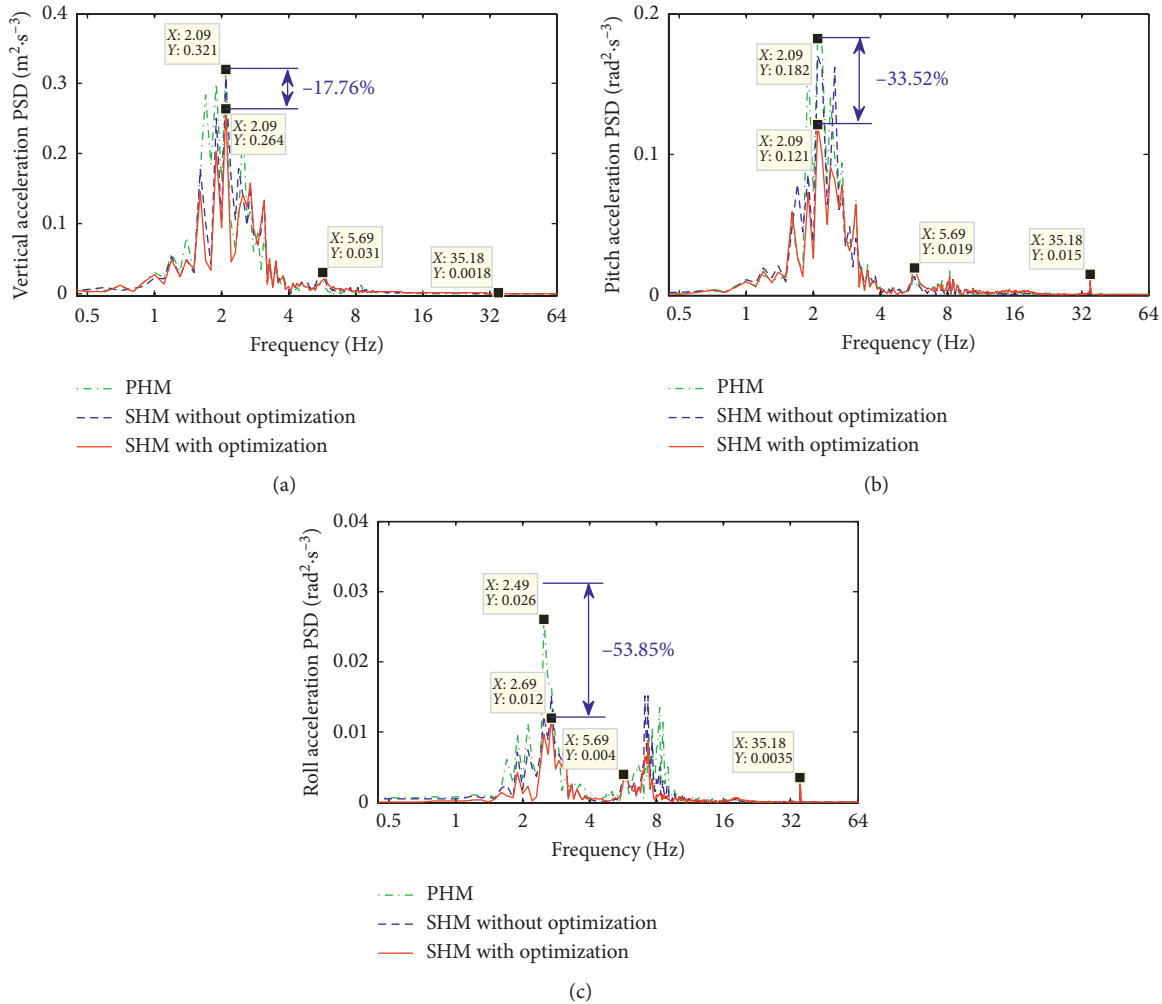 Vertical acceleration PSD (m²·s⁻³)
0.4
0.3
0.2
0.1
0
X: 2.09
Y: 0.321
−17.76%
X: 2.09
Y: 0.264
X: 5.69
Y: 0.031
X: 35.18
Y: 0.0018
0.5 1 2 4 8 16 32 64
Frequency (Hz)
PHM
SHM without optimization
SHM with optimization
(a)
Pitch acceleration PSD (rad²·s⁻³)
0.2
0.1
0
X: 2.09
Y: 0.182
−33.52%
X: 2.09
Y: 0.121
X: 5.69
Y: 0.019
X: 35.18
Y: 0.015
0.5 1 2 4 8 16 32 64
Frequency (Hz)
PHM
SHM without optimization
SHM with optimization
(b)
Roll acceleration PSD (rad²·s⁻³)
0.04
0.03
0.02
0.01
0
X: 2.49
Y: 0.026
−53.85%
X: 2.69
Y: 0.012
X: 5.69
Y: 0.004
X: 35.18
Y: 0.0035
0.5 1 2 4 8 16 32 64
Frequency (Hz)
PHM
SHM without optimization
SHM with optimization
(c)